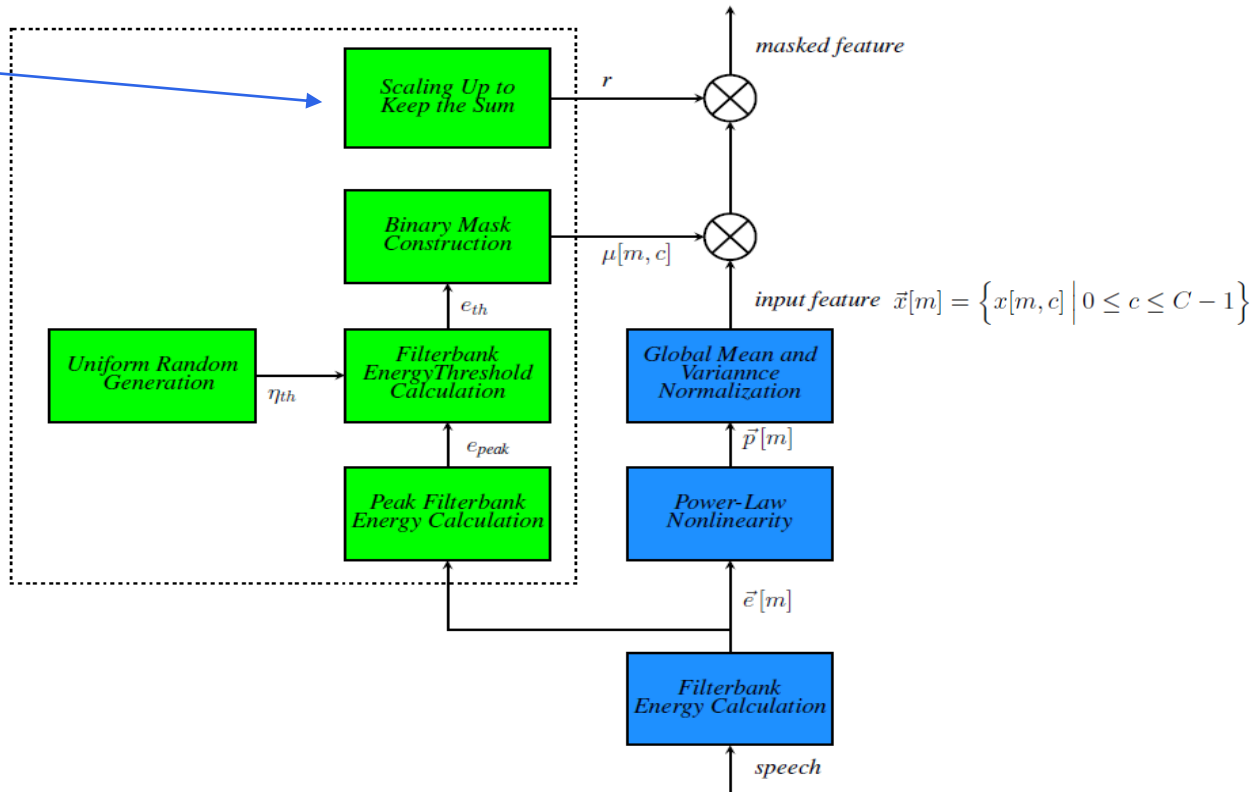 masked feature
Scaling Up to
Keep the Sum
r
Binary Mask
Construction
μ[m, c]
e_th
input feature x⃗[m] = { x[m, c] | 0 ≤ c ≤ C − 1 }
Uniform Random
Generation
η_th
Filterbank
EnergyThreshold
Calculation
Global Mean and
Variannce
Normalization
e_peak
p⃗[m]
Peak Filterbank
Energy Calculation
Power-Law
Nonlinearity
e⃗[m]
Filterbank
Energy Calculation
speech